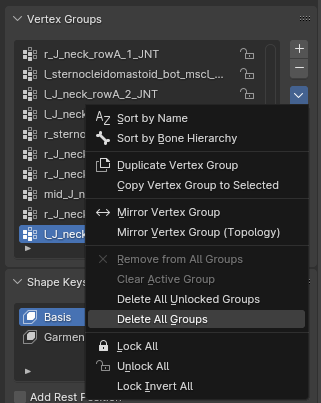 Vertex Groups
r_J_neck_rowA_1_JNT
l_sternocleidomastoid_bot_mscl_...
l_J_neck_rowA_2_JNT
l_J_neck
r_sterno
r_J_neck
r_J_neck
mid_J_n
r_J_neck
l_J_neck
Sort by Name
Sort by Bone Hierarchy
Duplicate Vertex Group
Copy Vertex Group to Selected
Mirror Vertex Group
Mirror Vertex Group (Topology)
Remove from All Groups
Clear Active Group
Delete All Unlocked Groups
Delete All Groups
Lock All
Unlock All
Lock Invert All
Shape Keys
Basis
Garmen
Add Rest Position